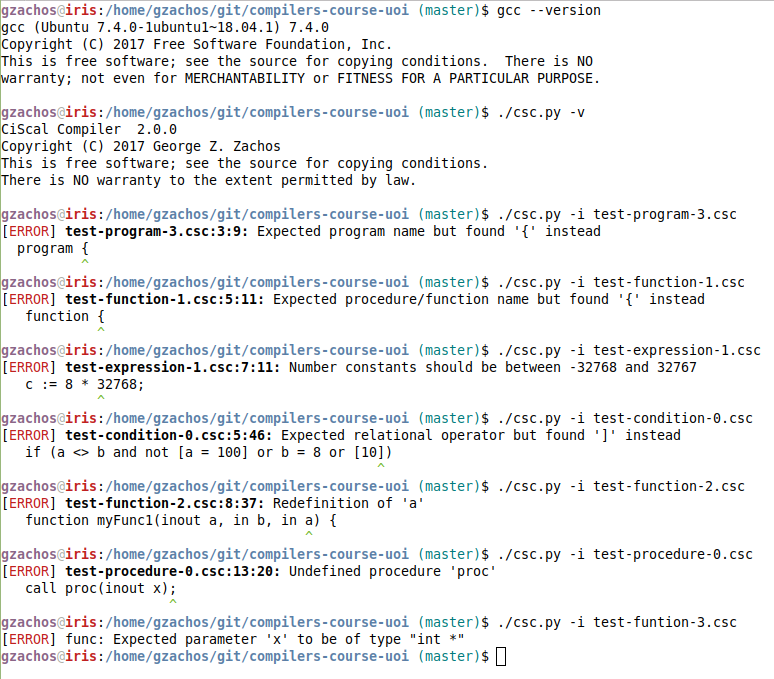 gzachos@iris:/home/gzachos/git/compilers-course-uoi (master)$ gcc --version
gcc (Ubuntu 7.4.0-1ubuntu1~18.04.1) 7.4.0
Copyright (C) 2017 Free Software Foundation, Inc.
This is free software; see the source for copying conditions.  There is NO
warranty; not even for MERCHANTABILITY or FITNESS FOR A PARTICULAR PURPOSE.

gzachos@iris:/home/gzachos/git/compilers-course-uoi (master)$ ./csc.py -v
CiScal Compiler  2.0.0
Copyright (C) 2017 George Z. Zachos
This is free software; see the source for copying conditions.
There is NO warranty to the extent permitted by law.

gzachos@iris:/home/gzachos/git/compilers-course-uoi (master)$ ./csc.py -i test-program-3.csc
[ERROR] test-program-3.csc:3:9: Expected program name but found '{' instead
  program {
          ^
gzachos@iris:/home/gzachos/git/compilers-course-uoi (master)$ ./csc.py -i test-function-1.csc
[ERROR] test-function-1.csc:5:11: Expected procedure/function name but found '{' instead
   function {
            ^
gzachos@iris:/home/gzachos/git/compilers-course-uoi (master)$ ./csc.py -i test-expression-1.csc
[ERROR] test-expression-1.csc:7:11: Number constants should be between -32768 and 32767
   c := 8 * 32768;
            ^
gzachos@iris:/home/gzachos/git/compilers-course-uoi (master)$ ./csc.py -i test-condition-0.csc
[ERROR] test-condition-0.csc:5:46: Expected relational operator but found ']' instead
   if (a <> b and not [a = 100] or b = 8 or [10])
                                               ^
gzachos@iris:/home/gzachos/git/compilers-course-uoi (master)$ ./csc.py -i test-function-2.csc
[ERROR] test-function-2.csc:8:37: Redefinition of 'a'
   function myFunc1(inout a, in b, in a) {
                                      ^
gzachos@iris:/home/gzachos/git/compilers-course-uoi (master)$ ./csc.py -i test-procedure-0.csc
[ERROR] test-procedure-0.csc:13:20: Undefined procedure 'proc'
   call proc(inout x);
                     ^
gzachos@iris:/home/gzachos/git/compilers-course-uoi (master)$ ./csc.py -i test-funtion-3.csc
[ERROR] func: Expected parameter 'x' to be of type "int *"
gzachos@iris:/home/gzachos/git/compilers-course-uoi (master)$